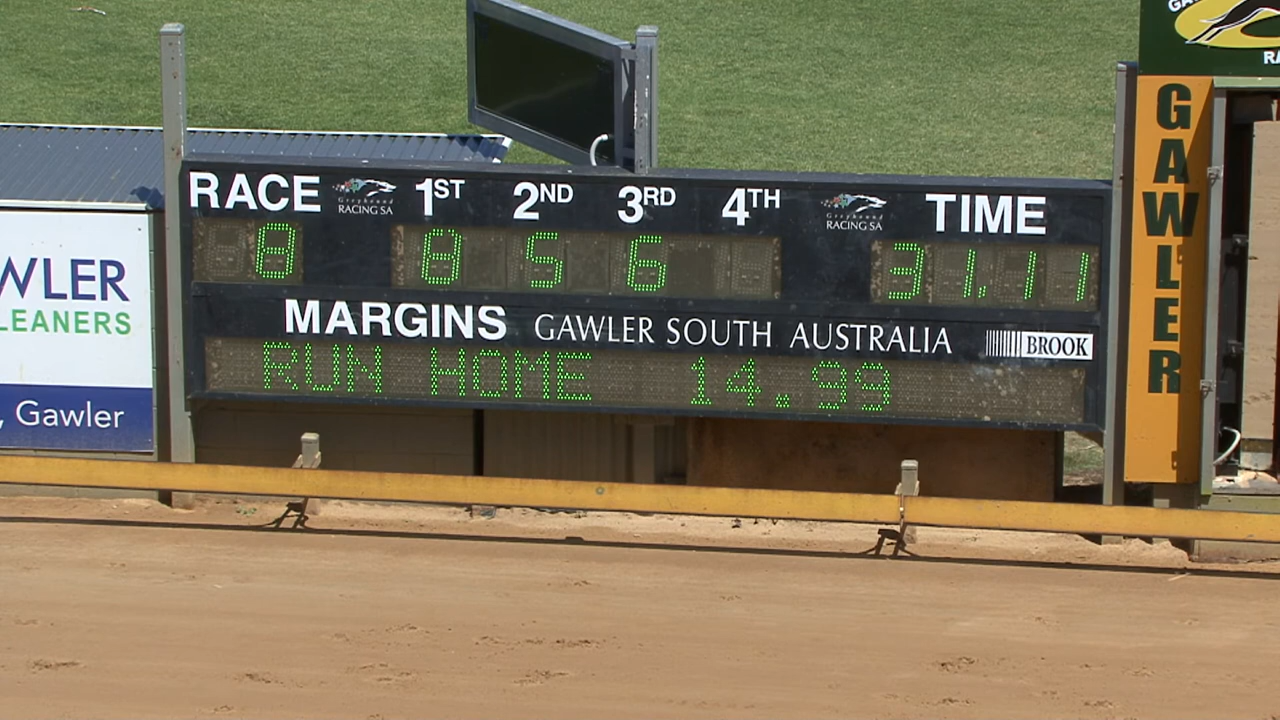 RACE 1ST 2ND 3RD 4TH TIME
Greyhound RACING SA
Greyhound RACING SA
8 8 5 6 31.11
MARGINS GAWLER SOUTH AUSTRALIA BROOK
RUN HOME 14.99
WLER
LEANERS
, Gawler
GAWLER